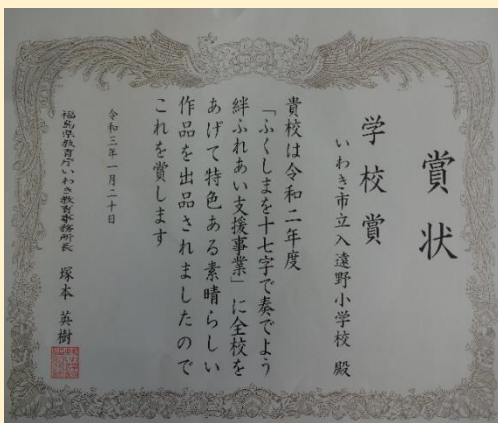 賞状
学校賞
いわき市立入遠野小学校 殿
貴校は令和二年度
「ふくしまを十七字で奏でよう
絆ふれあい支援事業」に全校を
あげて特色ある素晴らしい
作品を出品されましたので
これを賞します
令和三年一月二十日
福島県教育庁いわき教育事務所長 塚本英樹